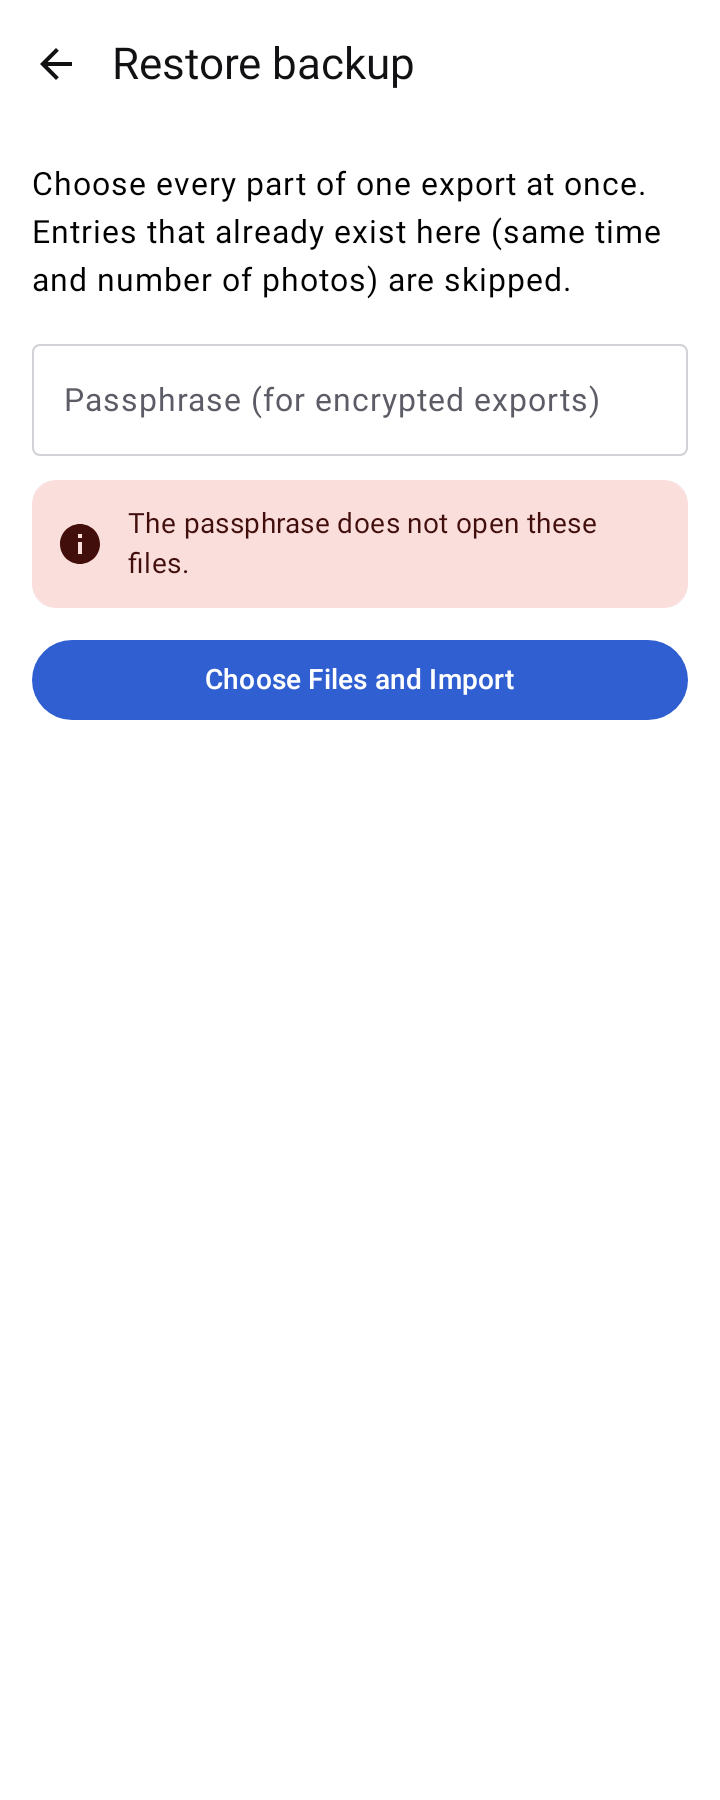 Restore backup
Choose every part of one export at once.
Entries that already exist here (same time
and number of photos) are skipped.
Passphrase (for encrypted exports)
The passphrase does not open these
files.
Choose Files and Import